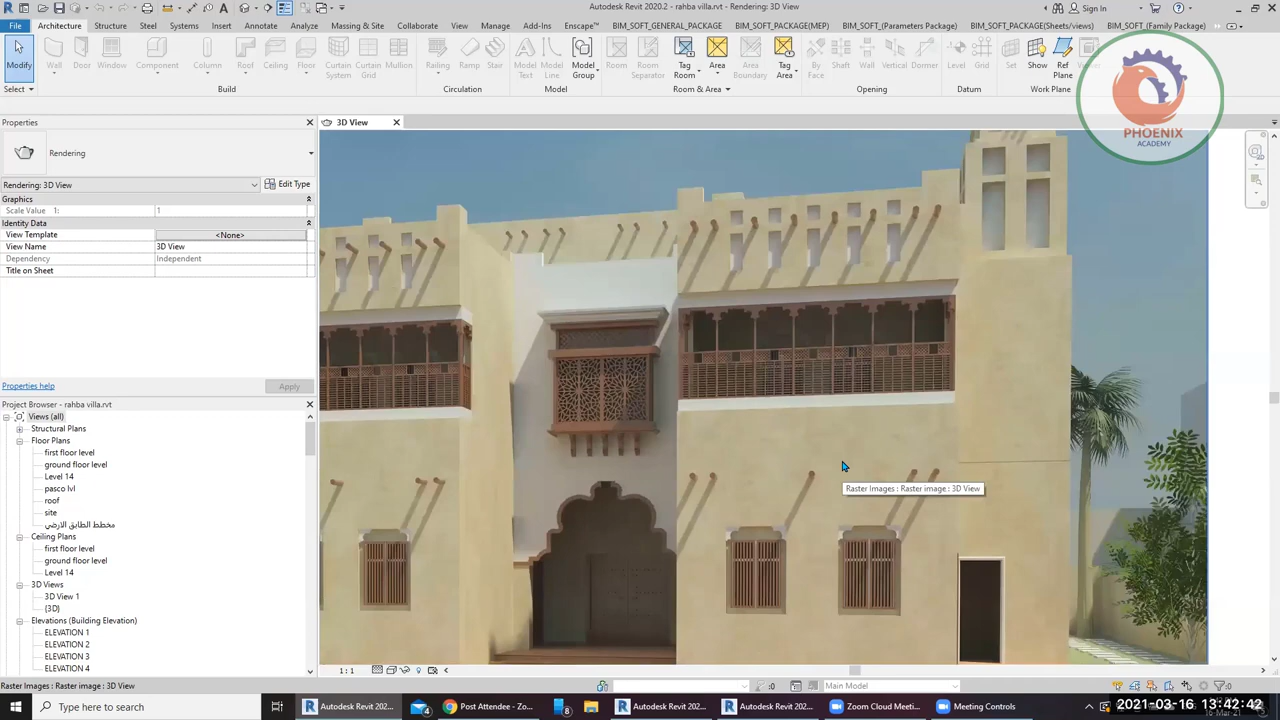 Autodesk Revit 2020.2 - rahba villa.rvt - Rendering: 3D View
Sign In
File Architecture Structure Steel Systems Insert Annotate Analyze Massing & Site Collaborate View Manage Add-Ins Enscape™ BIM_SOFT_GENERAL_PACKAGE BIM_SOFT_PACKAGE(MEP) BIM_SOFT_(Parameters Package) BIM_SOFT_PACKAGE(Sheets/views) BIM_SOFT_(Family Package)
Modify Wall Door Window Component Column Roof Ceiling Floor Curtain System Curtain Grid Mullion Railing Ramp Stair Model Text Model Line Model Group Room Room Separator Tag Room Area Area Boundary Tag Area By Face Shaft Wall Vertical Dormer Level Grid Set Show Ref Plane
Select Build Circulation Model Room & Area Opening Datum Work Plane
PHOENIX
ACADEMY
Properties
3D View
Rendering
Rendering: 3D View
Edit Type
Graphics
Scale Value 1: 1
Identity Data
View Template <None>
View Name 3D View
Dependency Independent
Title on Sheet
Properties help
Apply
Project Browser - rahba villa.rvt
Views (all)
Structural Plans
Floor Plans
first floor level
ground floor level
Level 14
pasco lvl
roof
site
مخطط الطابق الارضي
Ceiling Plans
first floor level
ground floor level
Level 14
3D Views
3D View 1
{3D}
Elevations (Building Elevation)
ELEVATION 1
ELEVATION 2
ELEVATION 3
ELEVATION 4
Raster Images : Raster image : 3D View
1 : 1
Raster Images : Raster image : 3D View
:0
Main Model
:0
Type here to search
Autodesk Revit 202...
4
Post Attendee - Zo...
8
Autodesk Revit 202...
Autodesk Revit 202...
Zoom Cloud Meeti...
Meeting Controls
2021-03-16 13:42:42